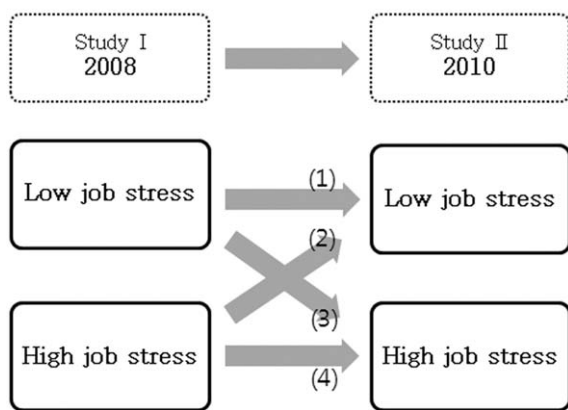 Study Ⅰ
2008
Study Ⅱ
2010
Low job stress
(1)
Low job stress
(2)
(3)
High job stress
(4)
High job stress